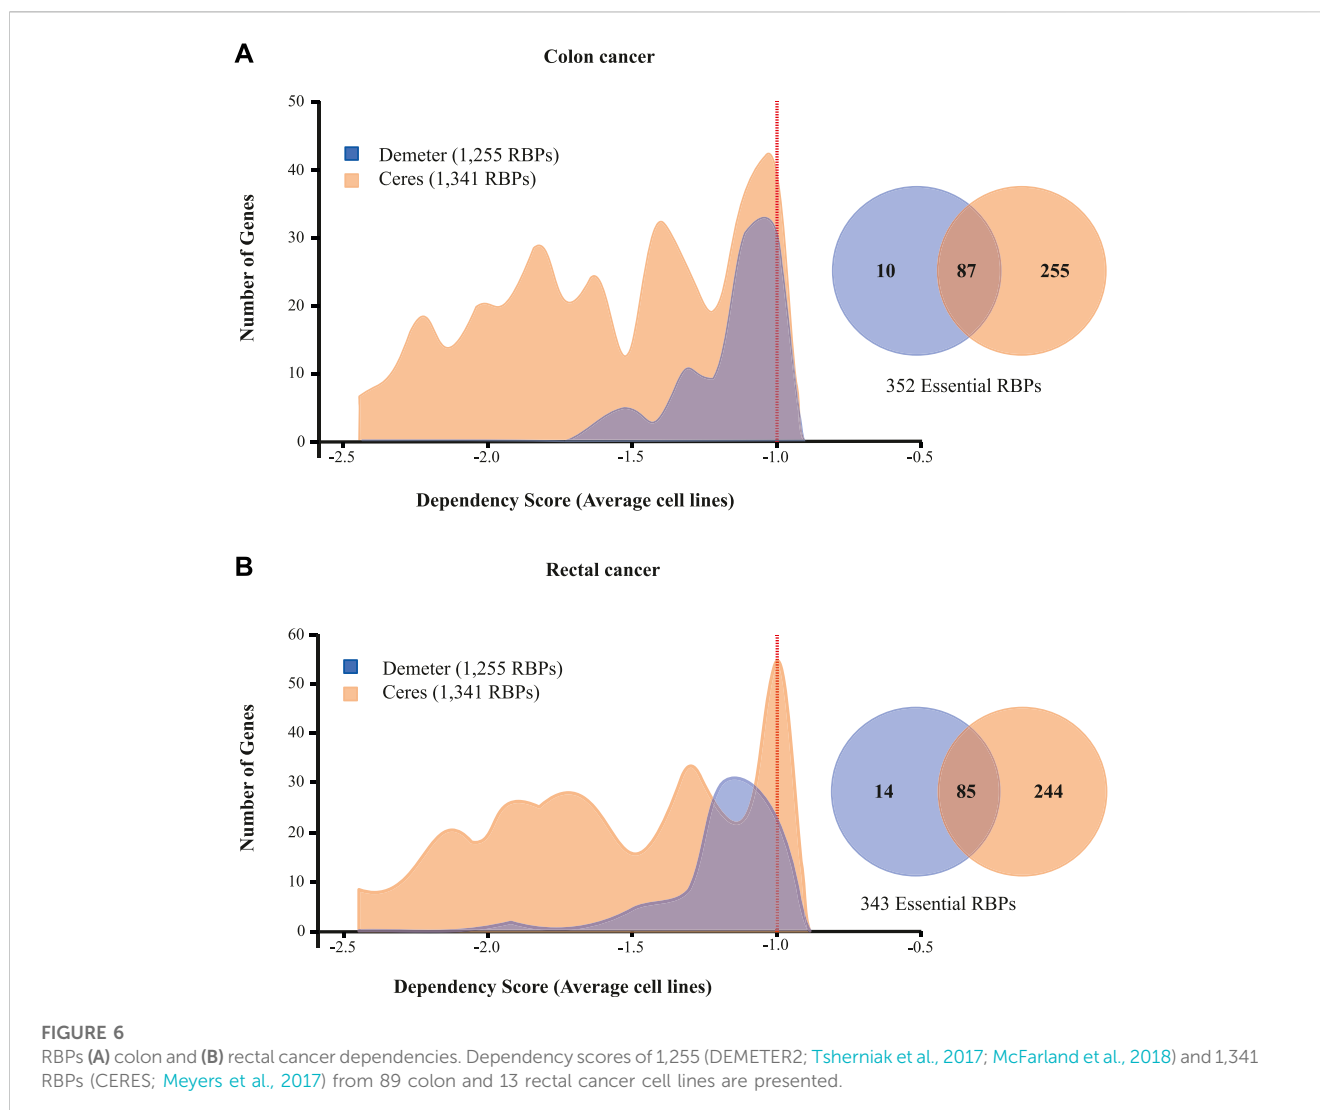 A
Colon cancer
50
40
30
20
10
0
Number of Genes
Demeter (1,255 RBPs)
Ceres (1,341 RBPs)
10
87
255
352 Essential RBPs
-2.5
-2.0
-1.5
-1.0
-0.5
Dependency Score (Average cell lines)
B
Rectal cancer
60
50
40
30
20
10
0
Number of Genes
Demeter (1,255 RBPs)
Ceres (1,341 RBPs)
14
85
244
343 Essential RBPs
-2.5
-2.0
-1.5
-1.0
-0.5
Dependency Score (Average cell lines)
FIGURE 6
RBPs (A) colon and (B) rectal cancer dependencies. Dependency scores of 1,255 (DEMETER2; Tsherniak et al., 2017; McFarland et al., 2018) and 1,341
RBPs (CERES; Meyers et al., 2017) from 89 colon and 13 rectal cancer cell lines are presented.